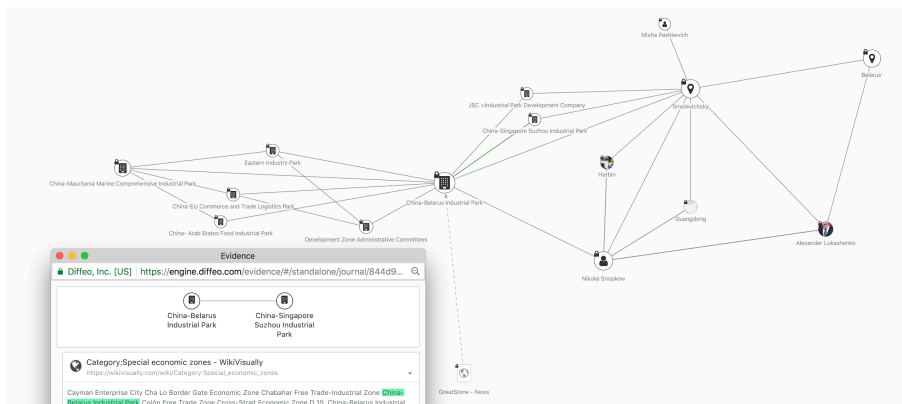 Misha Pashkevich
Belarus'
JSC «Industrial Park Development Company
Smolevichsky
China-Singapore Suzhou Industrial Park
Eastern Industry Park
Harbin
China-Mauritania Marine Comprehensive Industrial Park
China-EU Commerce and Trade Logistics Park
China-Belarus Industrial Park
Guangdong
China- Arab States Food Industrial Park
Development Zone Administrative Committees
Alexander Lukashenko
Nikolai Snopkow
GreatStone – News
Evidence
Diffeo, Inc. [US] | https://engine.diffeo.com/evidence/#/standalone/journal/844d9...
China-Belarus
Industrial Park
China-Singapore
Suzhou Industrial
Park
Category:Special economic zones - WikiVisually
https://wikivisually.com/wiki/Category:Special_economic_zones
Cayman Enterprise City Cha Lo Border Gate Economic Zone Chabahar Free Trade-Industrial Zone China-
Belarus Industrial Park Colón Free Trade Zone Cross-Strait Economic Zone D 15. China-Belarus Industrial